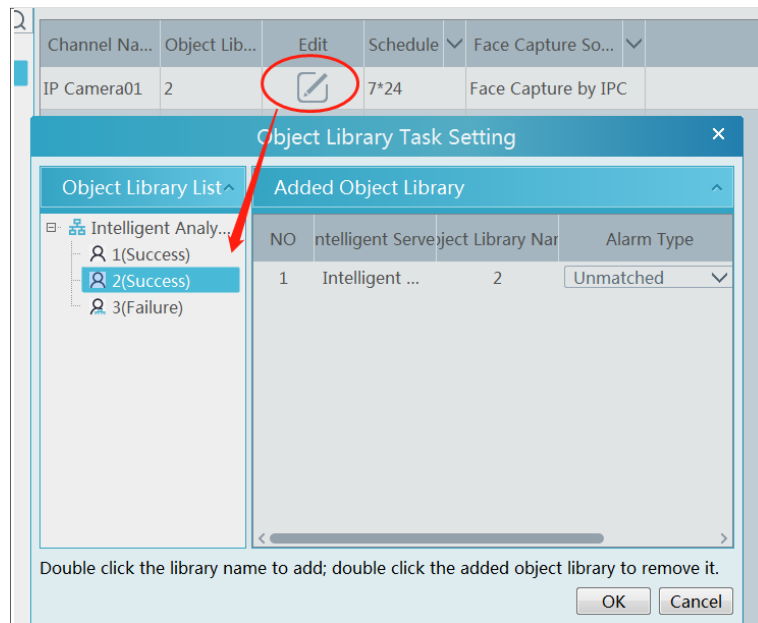 Channel Na... Object Lib... Edit Schedule Face Capture So...
IP Camera01 2 7*24 Face Capture by IPC
Object Library Task Setting
Object Library List Added Object Library
Intelligent Analy...
1(Success)
2(Success)
3(Failure)
NO ntelligent Serve bject Library Nar Alarm Type
1 Intelligent ... 2 Unmatched
Double click the library name to add; double click the added object library to remove it.
OK Cancel